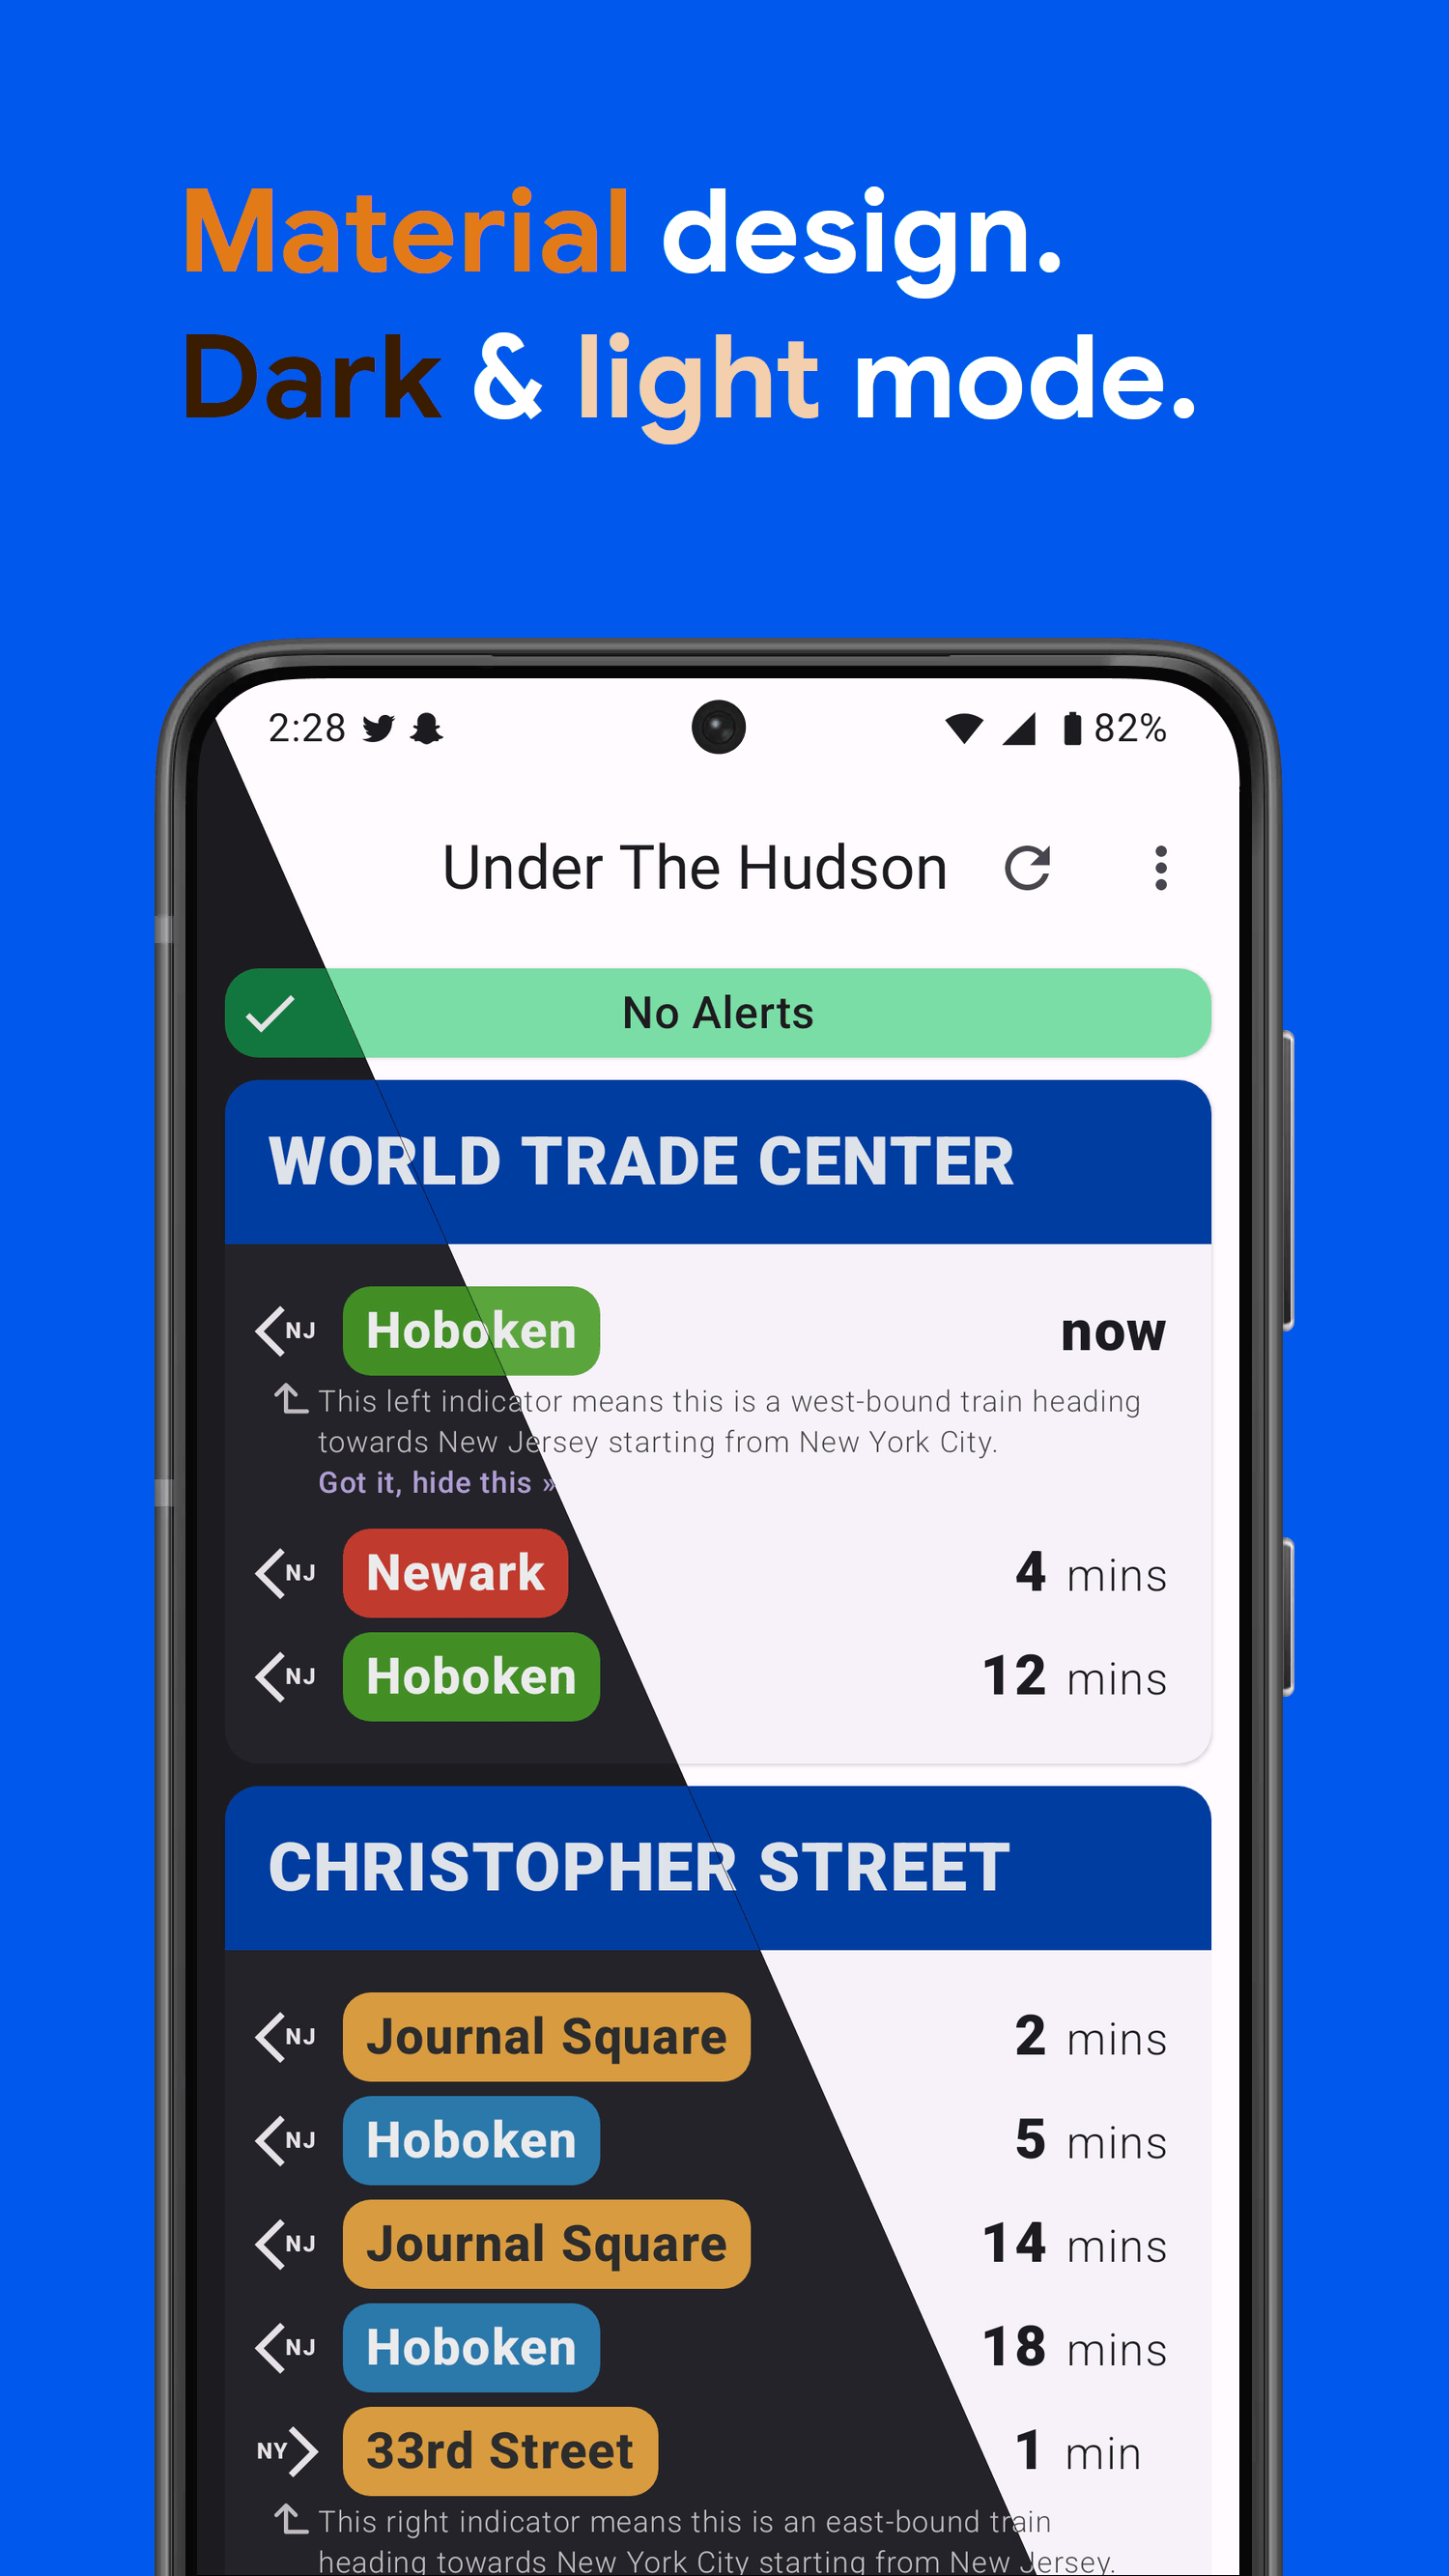 Material design.
Dark & light mode.
2:28 82%
Under The Hudson
No Alerts
WORLD TRADE CENTER
NJ Hoboken now
This left indicator means this is a west-bound train heading
towards New Jersey starting from New York City.
Got it, hide this »
NJ Newark 4 mins
NJ Hoboken 12 mins
CHRISTOPHER STREET
NJ Journal Square 2 mins
NJ Hoboken 5 mins
NJ Journal Square 14 mins
NJ Hoboken 18 mins
NY 33rd Street 1 min
This right indicator means this is an east-bound train
heading towards New York City starting from New Jersey.